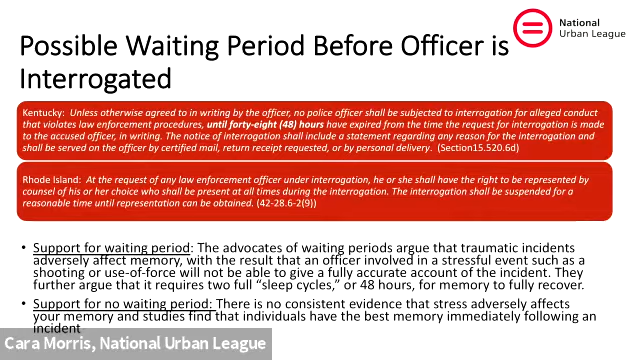 National
Urban League
Possible Waiting Period Before Officer is
Interrogated
Kentucky: Unless otherwise agreed to in writing by the officer, no police officer shall be subjected to interrogation for alleged conduct
that violates law enforcement procedures, until forty-eight (48) hours have expired from the time the request for interrogation is made
to the accused officer, in writing. The notice of interrogation shall include a statement regarding any reason for the interrogation and
shall be served on the officer by certified mail, return receipt requested, or by personal delivery. (Section15.520.6d)
Rhode Island: At the request of any law enforcement officer under interrogation, he or she shall have the right to be represented by
counsel of his or her choice who shall be present at all times during the interrogation. The interrogation shall be suspended for a
reasonable time until representation can be obtained. (42-28.6-2(9))
• Support for waiting period: The advocates of waiting periods argue that traumatic incidents
adversely affect memory, with the result that an officer involved in a stressful event such as a
shooting or use-of-force will not be able to give a fully accurate account of the incident. They
further argue that it requires two full “sleep cycles,” or 48 hours, for memory to fully recover.
• Support for no waiting period: There is no consistent evidence that stress adversely affects
your memory and studies find that individuals have the best memory immediately following an
incident
Cara Morris, National Urban League